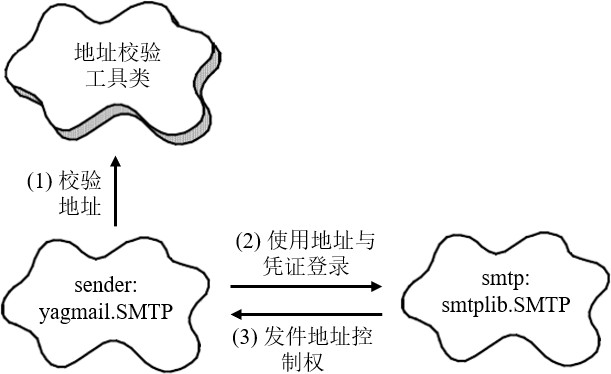 地址校验
工具类
(1) 校验
地址
(2) 使用地址与
凭证登录
sender:
yagmail.SMTP
smtp:
smtplib.SMTP
(3) 发件地址控
制权